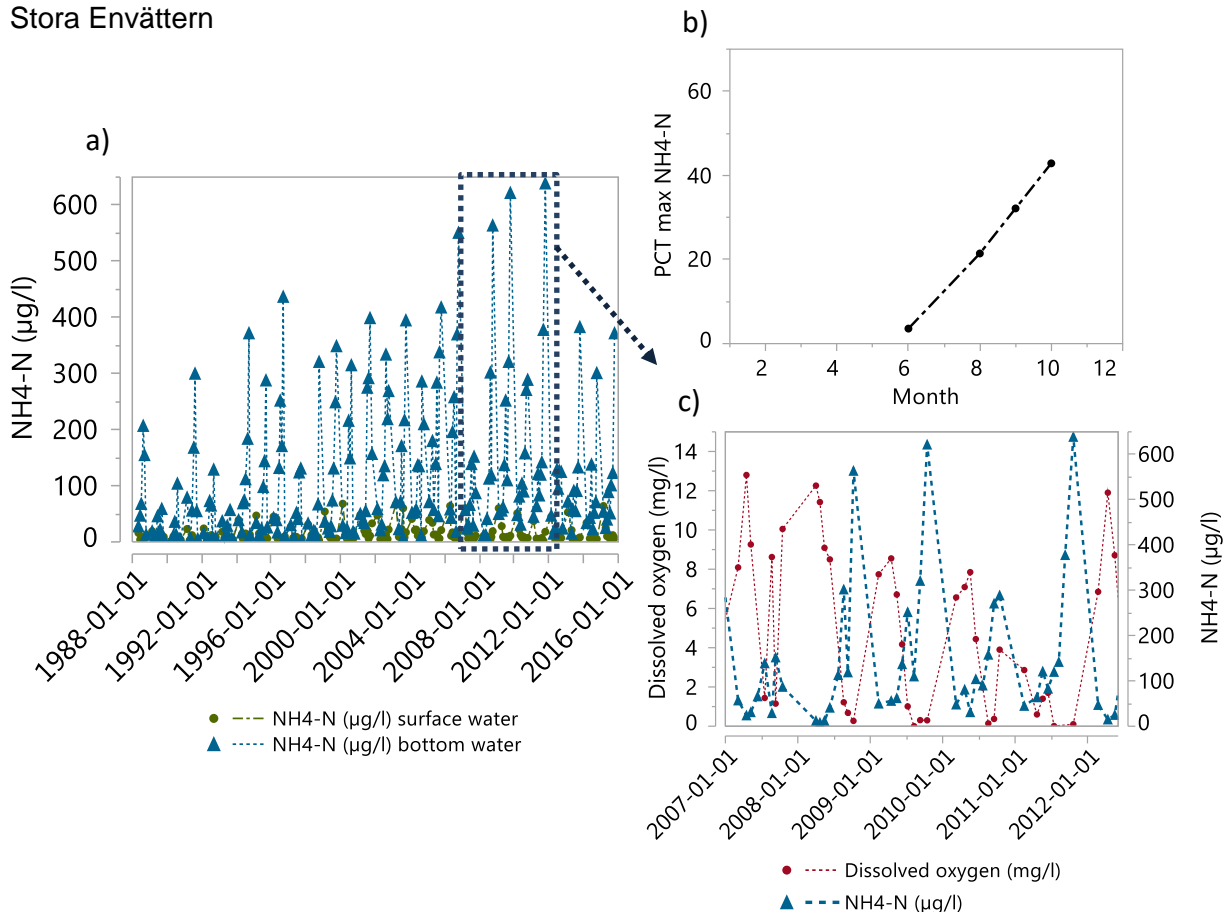 Stora Envättern
a)
NH4-N (µg/l)
600
500
400
300
200
100
0
1988-01-01
1992-01-01
1996-01-01
2000-01-01
2004-01-01
2008-01-01
2012-01-01
2016-01-01
NH4-N (µg/l) surface water
NH4-N (µg/l) bottom water
b)
PCT max NH4-N
60
40
20
0
2 4 6 8 10 12
Month
c)
Dissolved oxygen (mg/l)
14
12
10
8
6
4
2
0
600
500
400
300
200
100
0
NH4-N (µg/l)
2007-01-01
2008-01-01
2009-01-01
2010-01-01
2011-01-01
2012-01-01
Dissolved oxygen (mg/l)
NH4-N (µg/l)